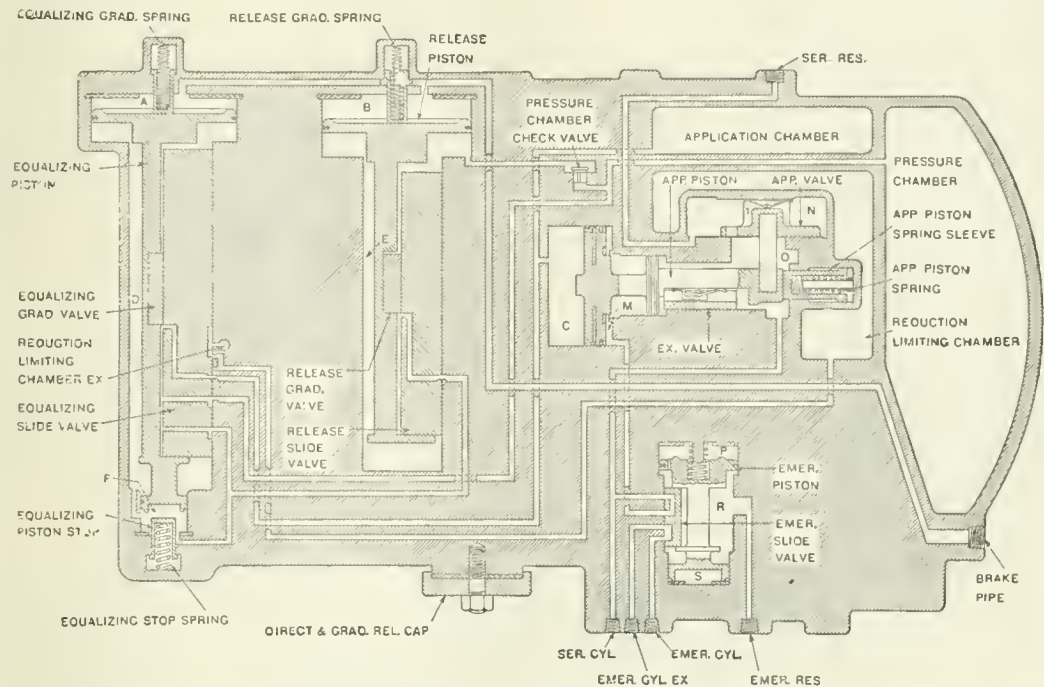 EQUALIZING GRAD. SPRING
RELEASE GRAD. SPRING
RELEASE
PISTON
SER. RES.
PRESSURE
CHAMBER
CHECK VALVE
APPLICATION CHAMBER
PRESSURE
CHAMBER
APP. PISTON
APP. VALVE
APP PISTON
SPRING SLEEVE
APP PISTON
SPRING
REDUCTION
LIMITING CHAMBER
EQUALIZING
PISTON
A
B
E
D
C
M
N
O
EX. VALVE
EQUALIZING
GRAD VALVE
REDUCTION
LIMITING
CHAMBER EX
EQUALIZING
SLIDE VALVE
RELEASE
GRAD.
VALVE
RELEASE
SLIDE
VALVE
F
EQUALIZING
PISTON STOP
EQUALIZING STOP SPRING
DIRECT & GRAD. REL. CAP
P
R
S
EMER.
PISTON
EMER.
SLIDE
VALVE
BRAKE
PIPE
SER. CYL.
EMER. CYL.
EMER. CYL EX
EMER. RES